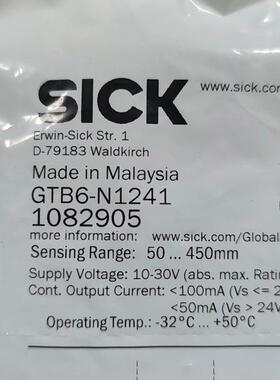 SICK
www.sick.com
Erwin-Sick Str. 1
D-79183 Waldkirch
Made in Malaysia
GTB6-N1241
1082905
more information: www.sick.com/Global
Sensing Range: 50 ... 450mm
Supply Voltage: 10-30V (abs. max.
Cont. Output Current: <100mA (Vs <=
<50mA (Vs > 24V
Operating Temp.: -32°C ... +50°C